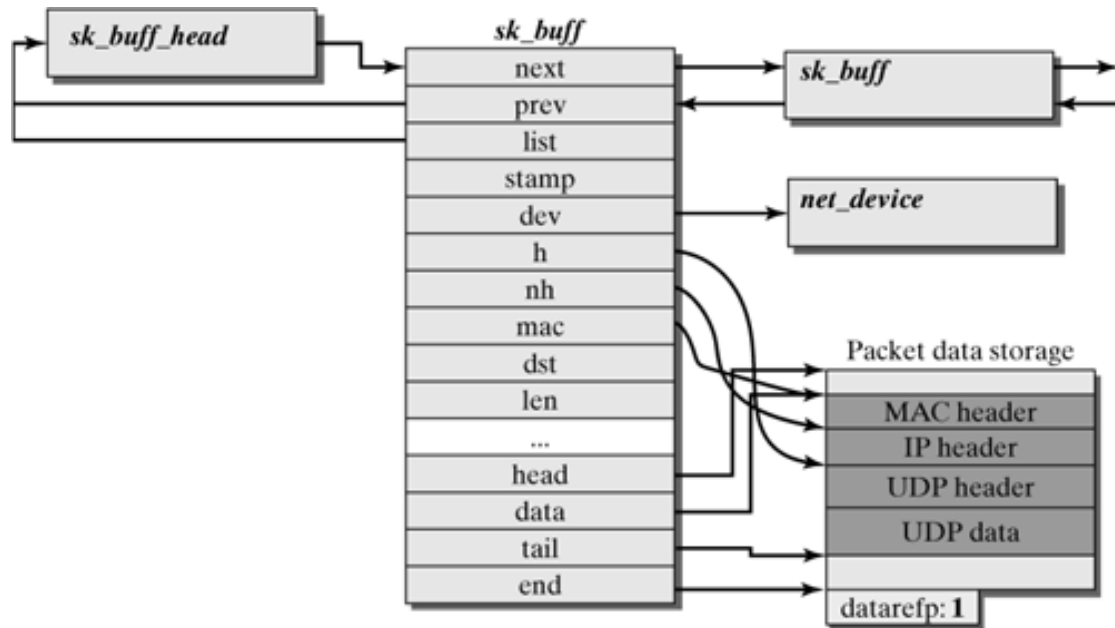 sk_buff_head
sk_buff
next
prev
list
stamp
dev
h
nh
mac
dst
len
...
head
data
tail
end
sk_buff
net_device
Packet data storage
MAC header
IP header
UDP header
UDP data
datarefp: 1